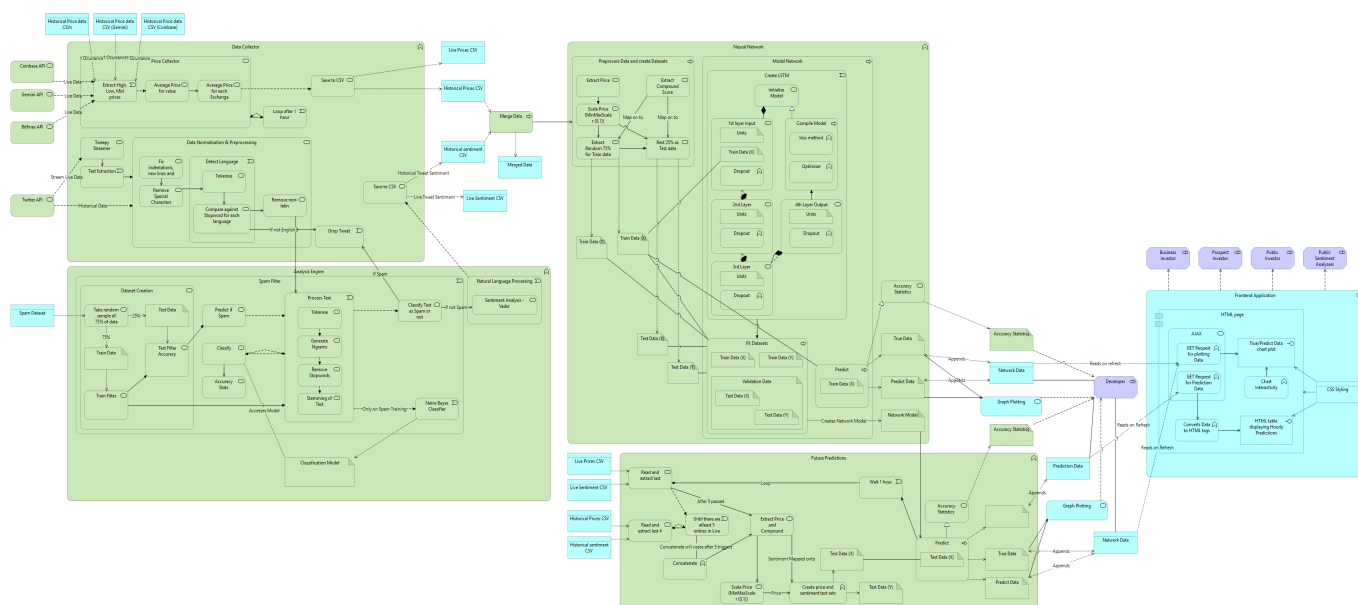 Historical Price data
CSVs
Historical Price data
CSV (Gemini)
Historical Price data
CSV (Coinbase)
Data Collector
1 Ocurrance
1 Ocurrance
Ocurrance
Price Collector
Coinbase API
Gemini API
Bitfinex API
Live Data
Live Data
Live Data
Extract High,
Low, Mid
prices
Average Price
for value
Average Price
for each
Exchange
Save to CSV
Loop after 1
hour
Live Prices CSV
Historical Prices CSV
Merge Data
Historical sentiment
CSV
Merged Data
Live Sentiment CSV
Historical Tweet Sentiment
Live Tweet Sentiment
Save to CSV
Twitter API
Stream Live Data
Historical Data
Tweepy
Streamer
Text Extraction
Data Normalisation & Preprocessing
Fix
indentations,
new lines and
Remove
Special
Characters
Detect Language
Tokenise
Compare against
Stopword for each
language
Remove non-
latin
If not English
Drop Tweet
Analysis Engine
If Spam
Spam Filter
Natural Language Processing
Spam Dataset
Dataset Creation
Take random
sample of
75% of data
25%
75%
Test Data
Train Data
Test Filter
Accuracy
Train Filter
Predict if
Spam
Classify
Accuracy
Stats
Accesses Model
Process Text
Tokenise
Generate
Ngrams
Remove
Stopwords
Stemming of
Text
Classify Text
as Spam or
not
If not Spam
Sentiment Analysis -
Vader
Only on Spam Training
Naive Bayes
Classifier
Classification Model
Neural Network
Preprocess Data and create Datasets
Extract Price
Extract
Compound
Score
Scale Price
(MinMaxScale
r (0,1))
Map on to
Map on to
Extract
Random 75%
for Train data
Rest 25% as
Test data
Train Data (X)
Test Data (X)
Test Data (Y)
Model Network
Create LSTM
Initialise
Model
1st layer Input
Units
Train Data (X)
Dropout
Compile Model
loss method
Optimiser
2nd Layer
Units
Dropout
4th Layer Output
Units
Dropout
3rd Layer
Units
Dropout
Fit Datasets
Train Data (X)
Train Data (Y)
Validation Data
Test Data (X)
Test Data (Y)
Predict
Train Data (X)
Creates Network Model
Accuracy
Statistics
True Data
Predict Data
Network Model
Accuracy Statistics
Appends
Appends
Network Data
Graph Plotting
Developer
Accuracy Statistics
Reads on refresh
Reads on Refresh
Reads on Refresh
Prediction Data
Graph Plotting
Network Data
Appends
Appends
Appends
Future Predictions
Live Prices CSV
Live Sentiment CSV
Historical Prices CSV
Historical sentiment
CSV
Read and
extract last
Read and
extract last 4
Loop
Wait 1 hour
After 5 passed
Until there are
atleast 5
entires in Live
Concatenate will cease after 5 triggers
Concatenate
Extract Price
and
Compound
Sentiment Mapped onto
Scale Price
(MinMaxScale
r (0,1))
Price
Create price and
sentiment test sets
Test Data (X)
Test Data (Y)
Accuracy
Statistics
Predict
Test Data (X)
True Data
Predict Data
Business
Investor
Prospect
Investor
Public
Investor
Public
Sentiment
Analysers
Frontend Application
HTML page
AJAX
GET Request
for plotting
Data
GET Request
for Prediction
Data
Converts Data
to HTML tags
True/Predict Data
chart plot
Chart
Interactivity
HTML table
displaying Hourly
Predictions
CSS Styling